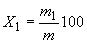 X₁ = m₁/m 100